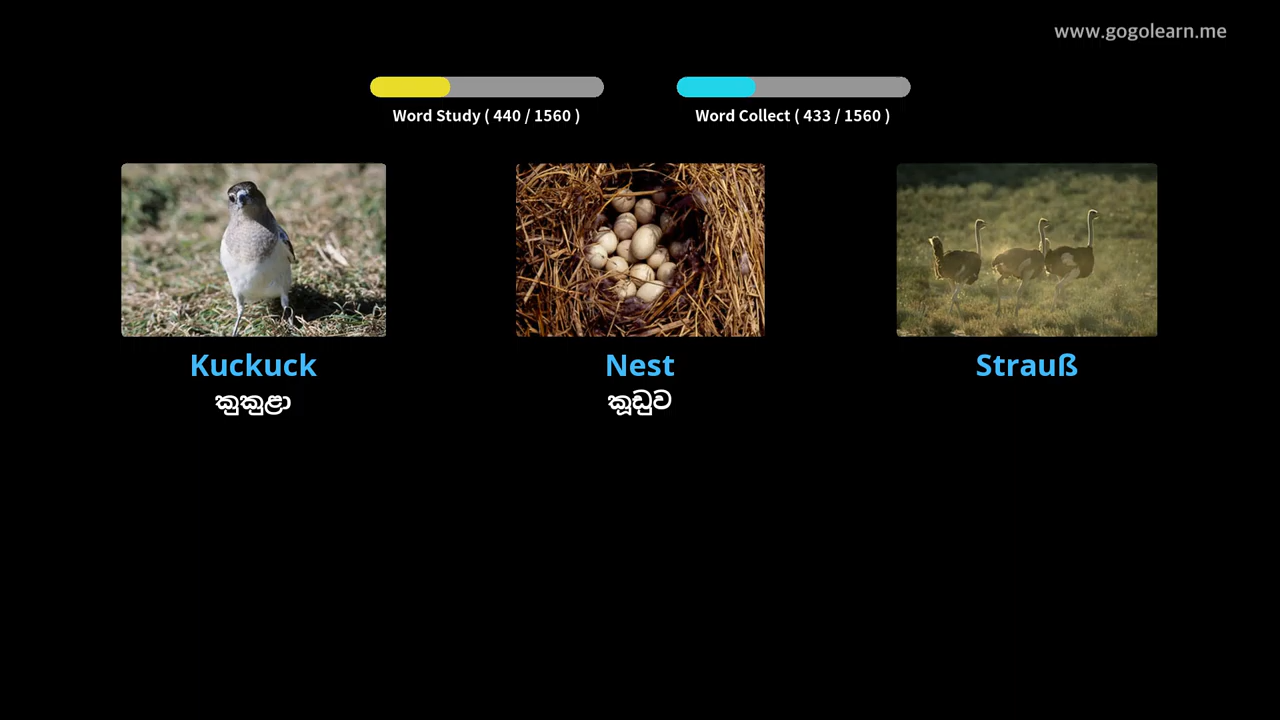 www.gogolearn.me
Word Study ( 440 / 1560 )
Word Collect ( 433 / 1560 )
Kuckuck
කුකුළා
Nest
කූඩුව
Strauß